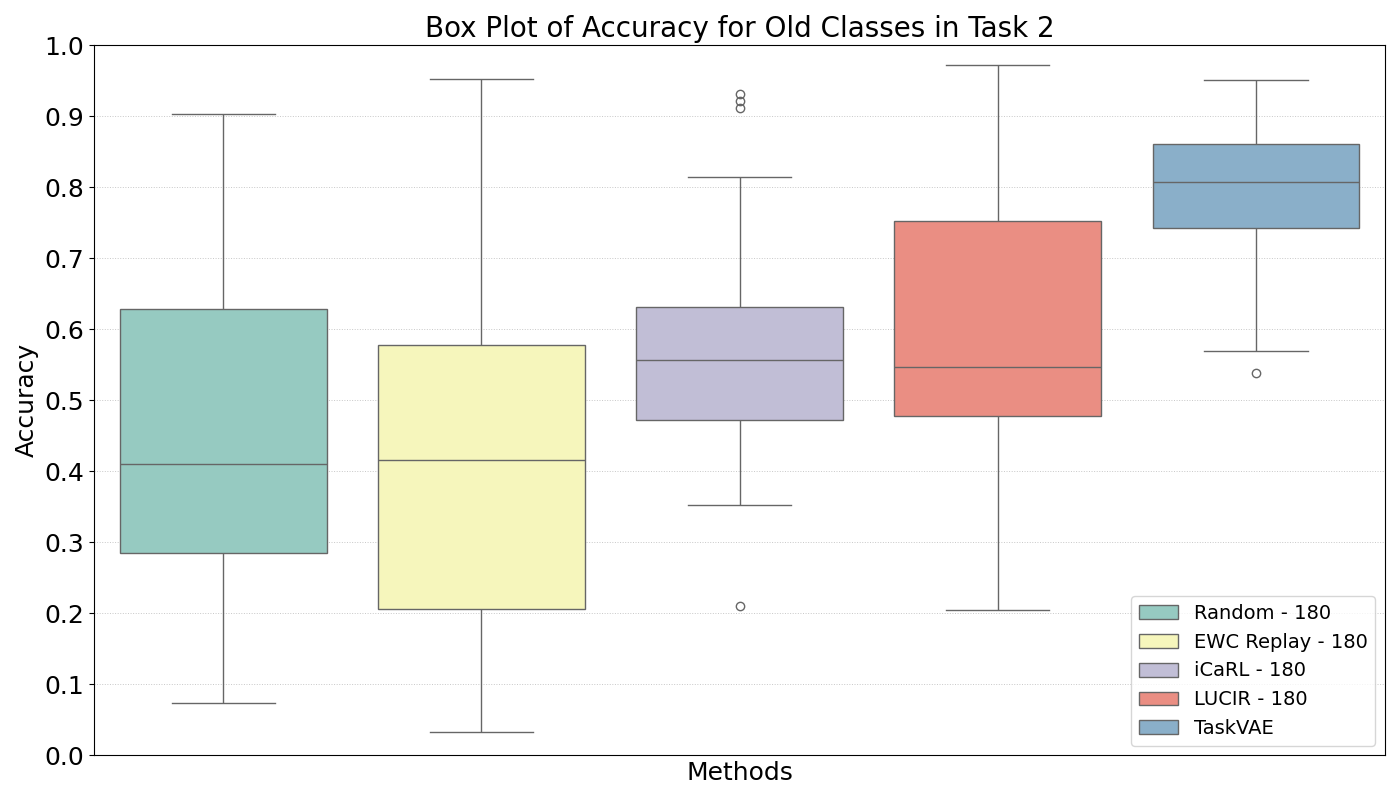 Box Plot of Accuracy for Old Classes in Task 2
1.0
0.9
0.8
0.7
0.6
0.5
0.4
0.3
0.2
0.1
0.0
Accuracy
Methods
Random - 180
EWC Replay - 180
iCaRL - 180
LUCIR - 180
TaskVAE